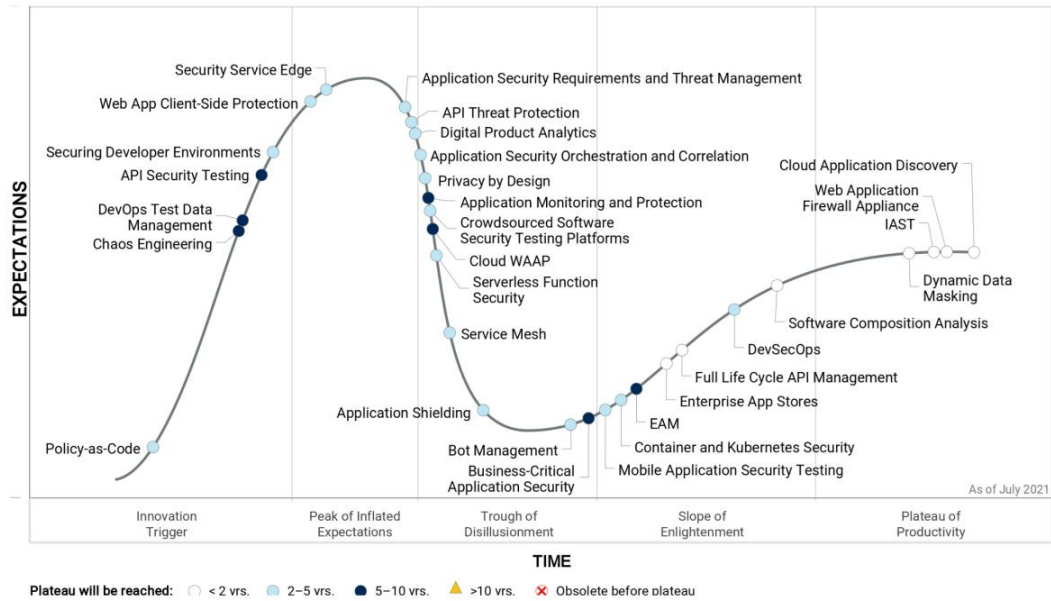 Security Service Edge
Web App Client-Side Protection
Securing Developer Environments
API Security Testing
DevOps Test Data
Management
Chaos Engineering
Policy-as-Code
Application Security Requirements and Threat Management
API Threat Protection
Digital Product Analytics
Application Security Orchestration and Correlation
Privacy by Design
Application Monitoring and Protection
Crowdsourced Software
Security Testing Platforms
Cloud WAAP
Serverless Function
Security
Service Mesh
Application Shielding
Bot Management
Business-Critical
Application Security
Mobile Application Security Testing
Container and Kubernetes Security
EAM
Enterprise App Stores
Full Life Cycle API Management
DevSecOps
Software Composition Analysis
Dynamic Data
Masking
IAST
Web Application
Firewall Appliance
Cloud Application Discovery
EXPECTATIONS
As of July 2021
Innovation
Trigger
Peak of Inflated
Expectations
Trough of
Disillusionment
Slope of
Enlightenment
Plateau of
Productivity
TIME
Plateau will be reached: < 2 yrs. 2–5 yrs. 5–10 yrs. >10 yrs. Obsolete before plateau